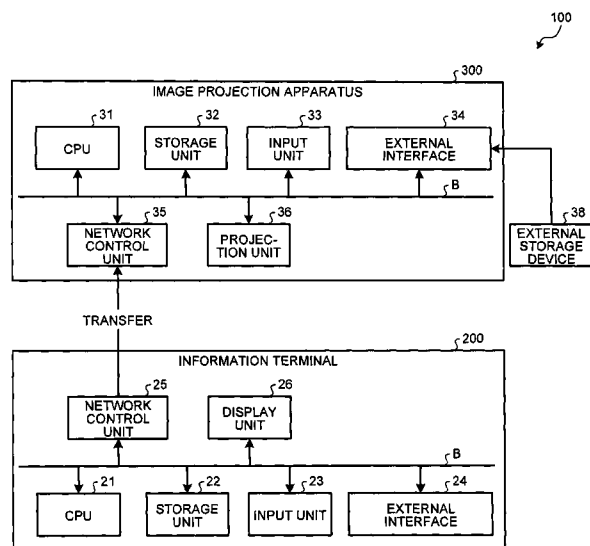 100
300
IMAGE PROJECTION APPARATUS
31
32
33
34
CPU
STORAGE
UNIT
INPUT
UNIT
EXTERNAL
INTERFACE
B
35
36
38
NETWORK
CONTROL
UNIT
PROJEC-
TION UNIT
EXTERNAL
STORAGE
DEVICE
TRANSFER
200
INFORMATION TERMINAL
25
26
NETWORK
CONTROL
UNIT
DISPLAY
UNIT
B
21
22
23
24
CPU
STORAGE
UNIT
INPUT UNIT
EXTERNAL
INTERFACE